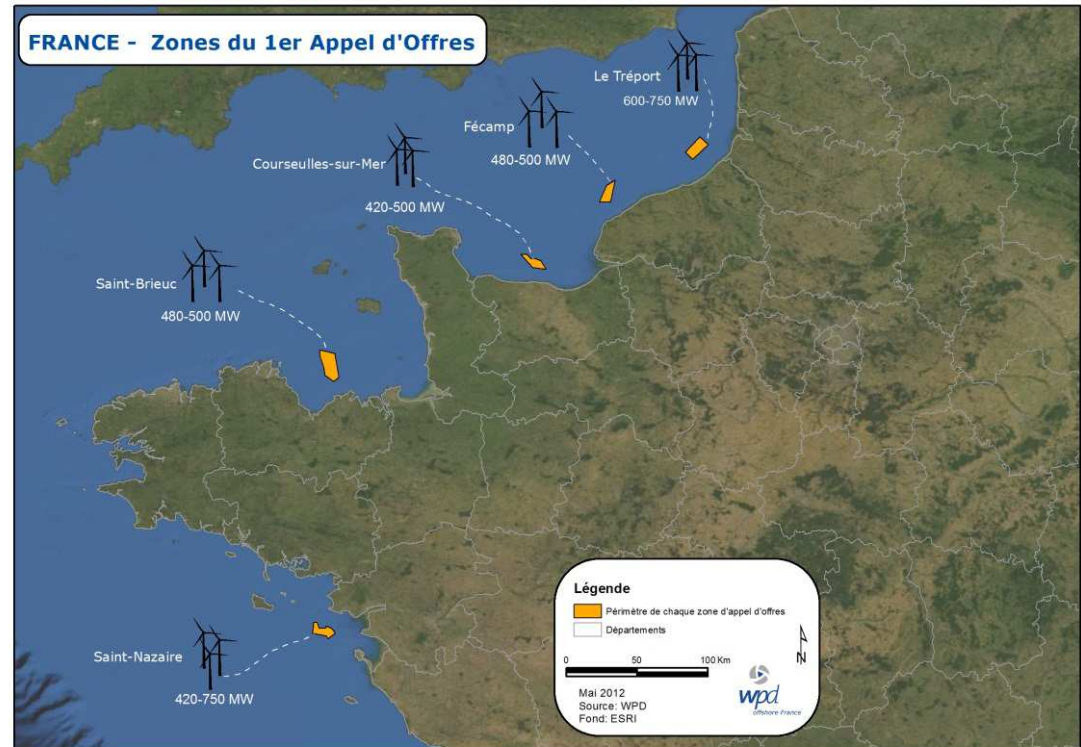 FRANCE - Zones du 1er Appel d'Offres
Le Tréport
600-750 MW
Fécamp
480-500 MW
Courseulles-sur-Mer
420-500 MW
Saint-Brieuc
480-500 MW
Saint-Nazaire
420-750 MW
Légende
Périmètre de chaque zone d'appel d'offres
Départements
0 50 100 Km
N
Mai 2012
Source: WPD
Fond: ESRI
wpd
offshore-France